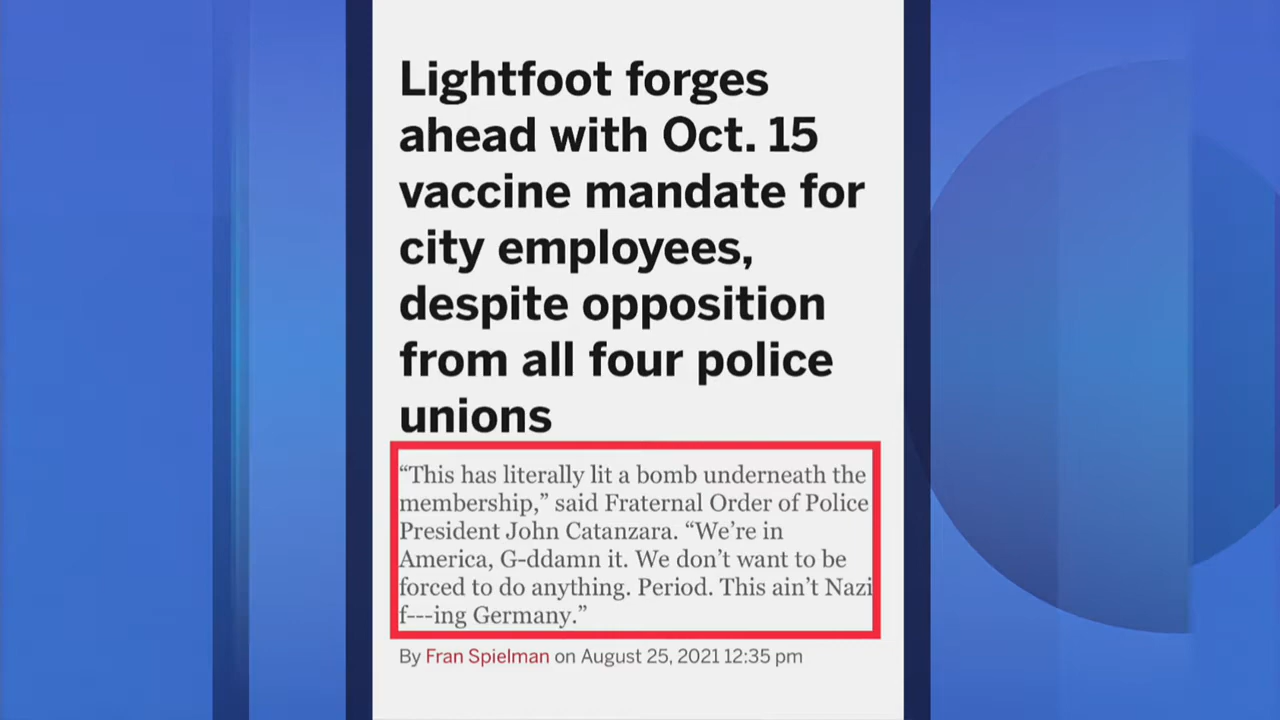 Lightfoot forges
ahead with Oct. 15
vaccine mandate for
city employees,
despite opposition
from all four police
unions
“This has literally lit a bomb underneath the
membership,” said Fraternal Order of Police
President John Catanzara. “We’re in
America, G-ddamn it. We don’t want to be
forced to do anything. Period. This ain’t Nazi
f---ing Germany.”
By Fran Spielman on August 25, 2021 12:35 pm